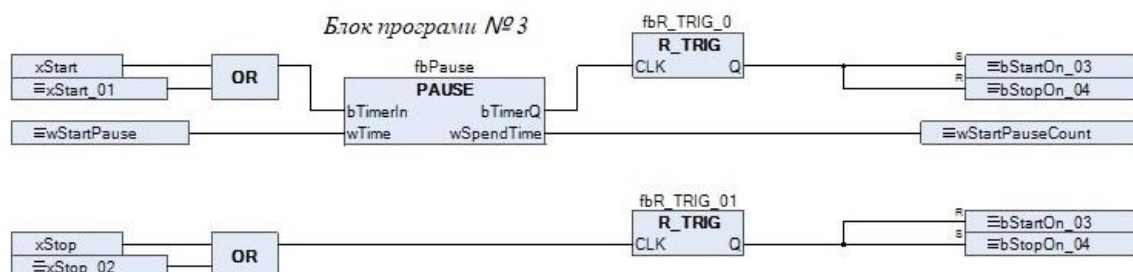 Блок програми № 3
fbR_TRIG_0
R_TRIG
CLK Q
xStart
≡xStart_01
OR
fbPause
PAUSE
bTimerIn bTimerQ
wTime wSpendTime
≡wStartPause
S ≡bStartOn_03
R ≡bStopOn_04
≡wStartPauseCount
fbR_TRIG_01
R_TRIG
CLK Q
xStop
≡xStop_02
OR
R ≡bStartOn_03
S ≡bStopOn_04